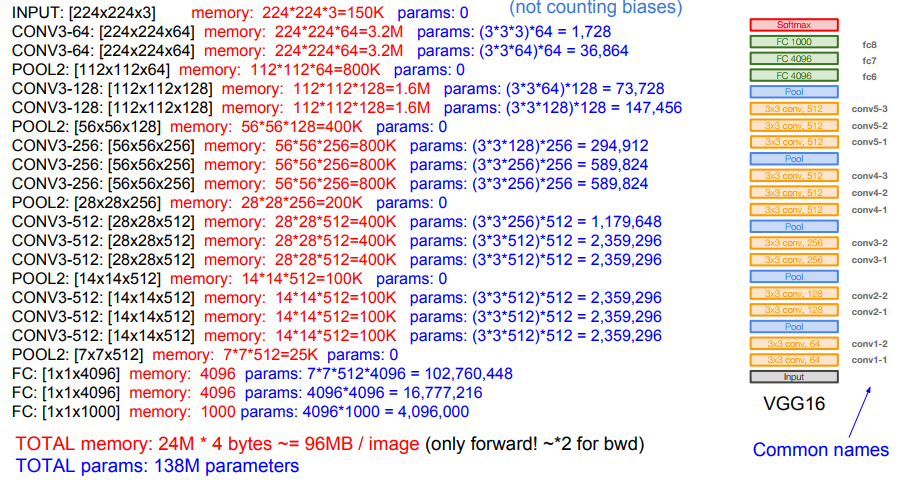 (not counting biases)
INPUT: [224x224x3] memory: 224*224*3=150K params: 0
CONV3-64: [224x224x64] memory: 224*224*64=3.2M params: (3*3*3)*64 = 1,728
CONV3-64: [224x224x64] memory: 224*224*64=3.2M params: (3*3*64)*64 = 36,864
POOL2: [112x112x64] memory: 112*112*64=800K params: 0
CONV3-128: [112x112x128] memory: 112*112*128=1.6M params: (3*3*64)*128 = 73,728
CONV3-128: [112x112x128] memory: 112*112*128=1.6M params: (3*3*128)*128 = 147,456
POOL2: [56x56x128] memory: 56*56*128=400K params: 0
CONV3-256: [56x56x256] memory: 56*56*256=800K params: (3*3*128)*256 = 294,912
CONV3-256: [56x56x256] memory: 56*56*256=800K params: (3*3*256)*256 = 589,824
CONV3-256: [56x56x256] memory: 56*56*256=800K params: (3*3*256)*256 = 589,824
POOL2: [28x28x256] memory: 28*28*256=200K params: 0
CONV3-512: [28x28x512] memory: 28*28*512=400K params: (3*3*256)*512 = 1,179,648
CONV3-512: [28x28x512] memory: 28*28*512=400K params: (3*3*512)*512 = 2,359,296
CONV3-512: [28x28x512] memory: 28*28*512=400K params: (3*3*512)*512 = 2,359,296
POOL2: [14x14x512] memory: 14*14*512=100K params: 0
CONV3-512: [14x14x512] memory: 14*14*512=100K params: (3*3*512)*512 = 2,359,296
CONV3-512: [14x14x512] memory: 14*14*512=100K params: (3*3*512)*512 = 2,359,296
CONV3-512: [14x14x512] memory: 14*14*512=100K params: (3*3*512)*512 = 2,359,296
POOL2: [7x7x512] memory: 7*7*512=25K params: 0
FC: [1x1x4096] memory: 4096 params: 7*7*512*4096 = 102,760,448
FC: [1x1x4096] memory: 4096 params: 4096*4096 = 16,777,216
FC: [1x1x1000] memory: 1000 params: 4096*1000 = 4,096,000
TOTAL memory: 24M * 4 bytes ~= 96MB / image (only forward! ~*2 for bwd)
TOTAL params: 138M parameters
Softmax
FC 1000 fc8
FC 4096 fc7
FC 4096 fc6
Pool
3x3 conv, 512 conv5-3
3x3 conv, 512 conv5-2
3x3 conv, 512 conv5-1
Pool
3x3 conv, 512 conv4-3
3x3 conv, 512 conv4-2
3x3 conv, 512 conv4-1
Pool
3x3 conv, 256 conv3-2
3x3 conv, 256 conv3-1
Pool
3x3 conv, 128 conv2-2
3x3 conv, 128 conv2-1
Pool
3x3 conv, 64 conv1-2
3x3 conv, 64 conv1-1
Input
VGG16
Common names